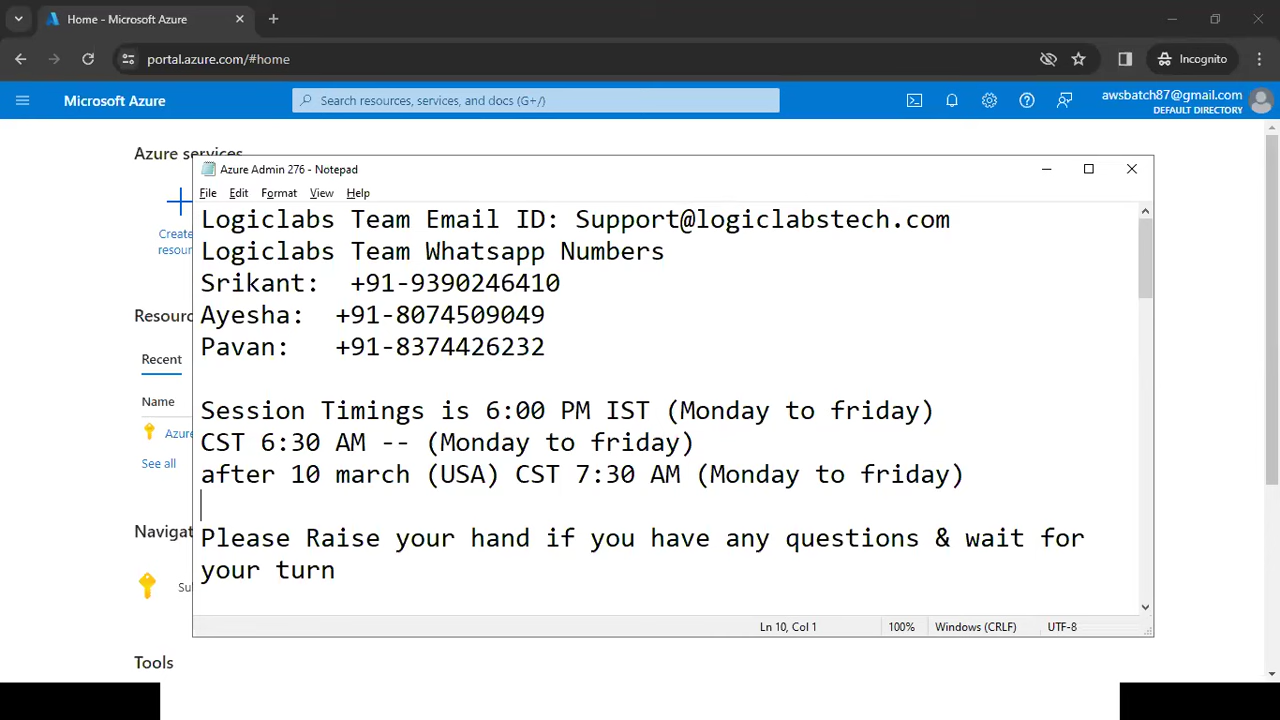 Home - Microsoft Azure
portal.azure.com/#home
Incognito
Microsoft Azure
Search resources, services, and docs (G+/)
awsbatch87@gmail.com
DEFAULT DIRECTORY
Azure services
Create
resour
Resourc
Recent
Name
Azure
See all
Navigat
Su
Tools
Azure Admin 276 - Notepad
File Edit Format View Help
Logiclabs Team Email ID: Support@logiclabstech.com
Logiclabs Team Whatsapp Numbers
Srikant: +91-9390246410
Ayesha: +91-8074509049
Pavan: +91-8374426232
Session Timings is 6:00 PM IST (Monday to friday)
CST 6:30 AM -- (Monday to friday)
after 10 march (USA) CST 7:30 AM (Monday to friday)
Please Raise your hand if you have any questions & wait for
your turn
Ln 10, Col 1 100% Windows (CRLF) UTF-8